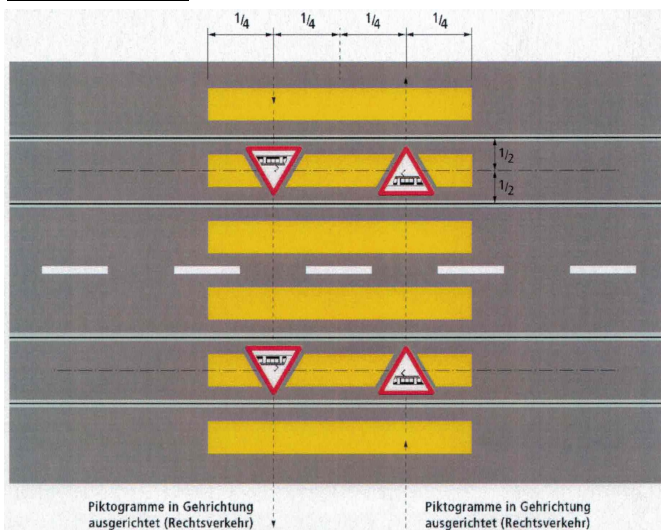 1/4 1/4 1/4 1/4
1/2
1/2
Piktogramme in Gehrichtung
ausgerichtet (Rechtsverkehr)
Piktogramme in Gehrichtung
ausgerichtet (Rechtsverkehr)